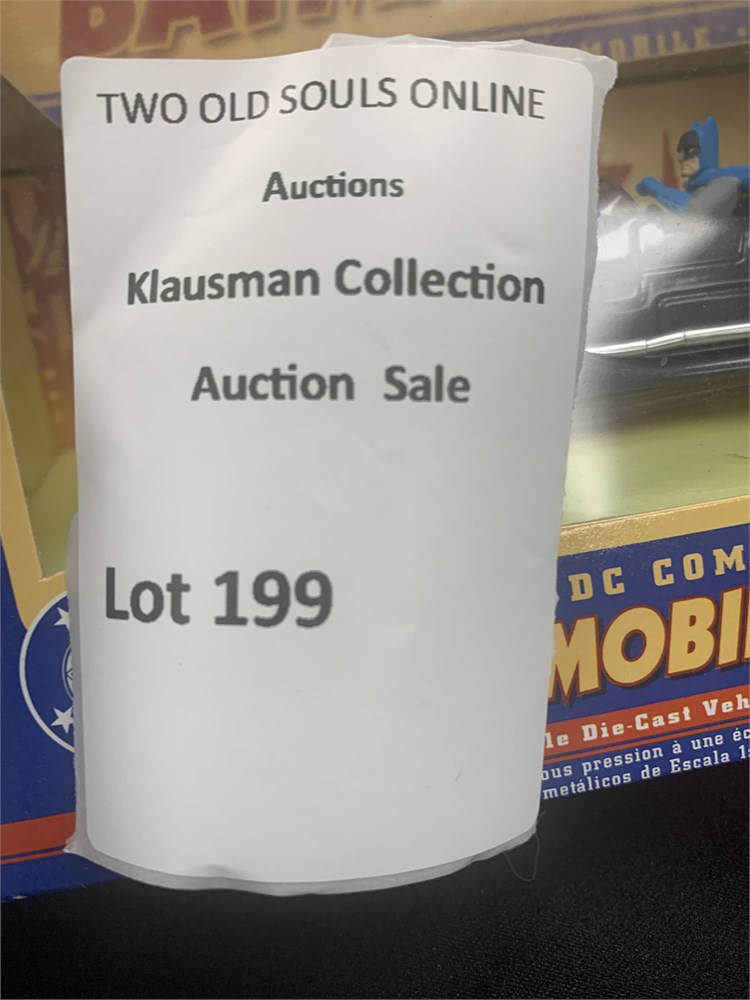 TWO OLD SOULS ONLINE
Auctions
Klausman Collection
Auction Sale
Lot 199
DC COM
MOBI
le Die-Cast Veh
ous pression à une éc
metálicos de Escala 1: